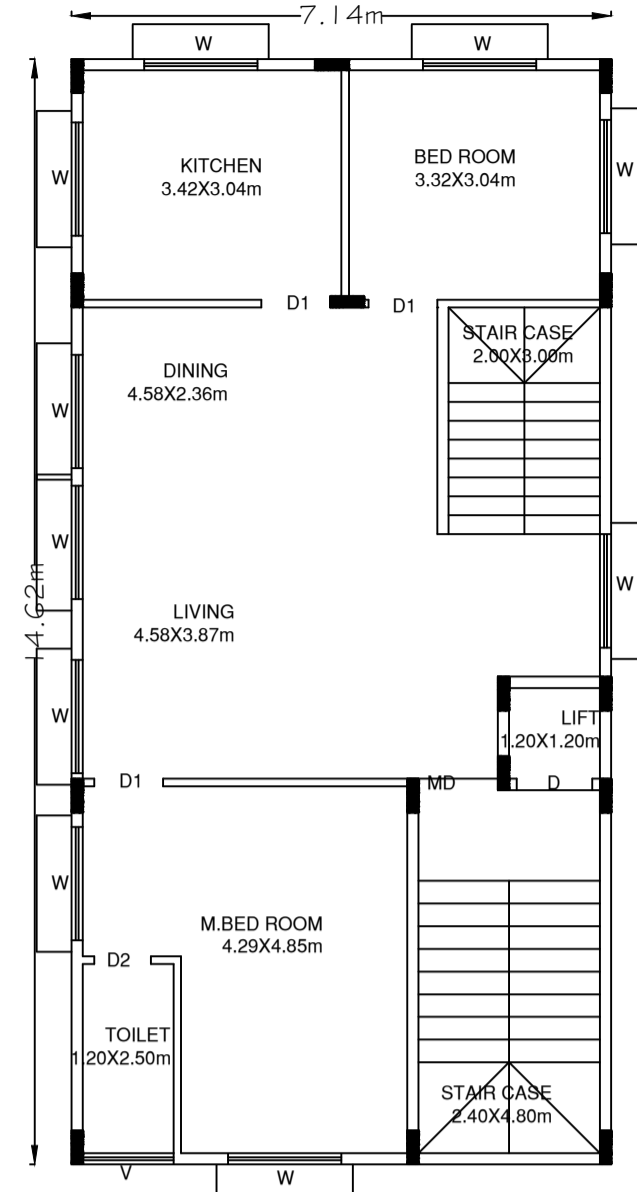 7.14m
W
W
W
KITCHEN
3.42X3.04m
BED ROOM
3.32X3.04m
W
D1
D1
STAIR CASE
2.00X3.00m
DINING
4.58X2.36m
W
W
W
14.62m
LIVING
4.58X3.87m
W
LIFT
1.20X1.20m
D1
MD
D
W
M.BED ROOM
4.29X4.85m
D2
TOILET
1.20X2.50m
STAIR CASE
2.40X4.80m
V
W